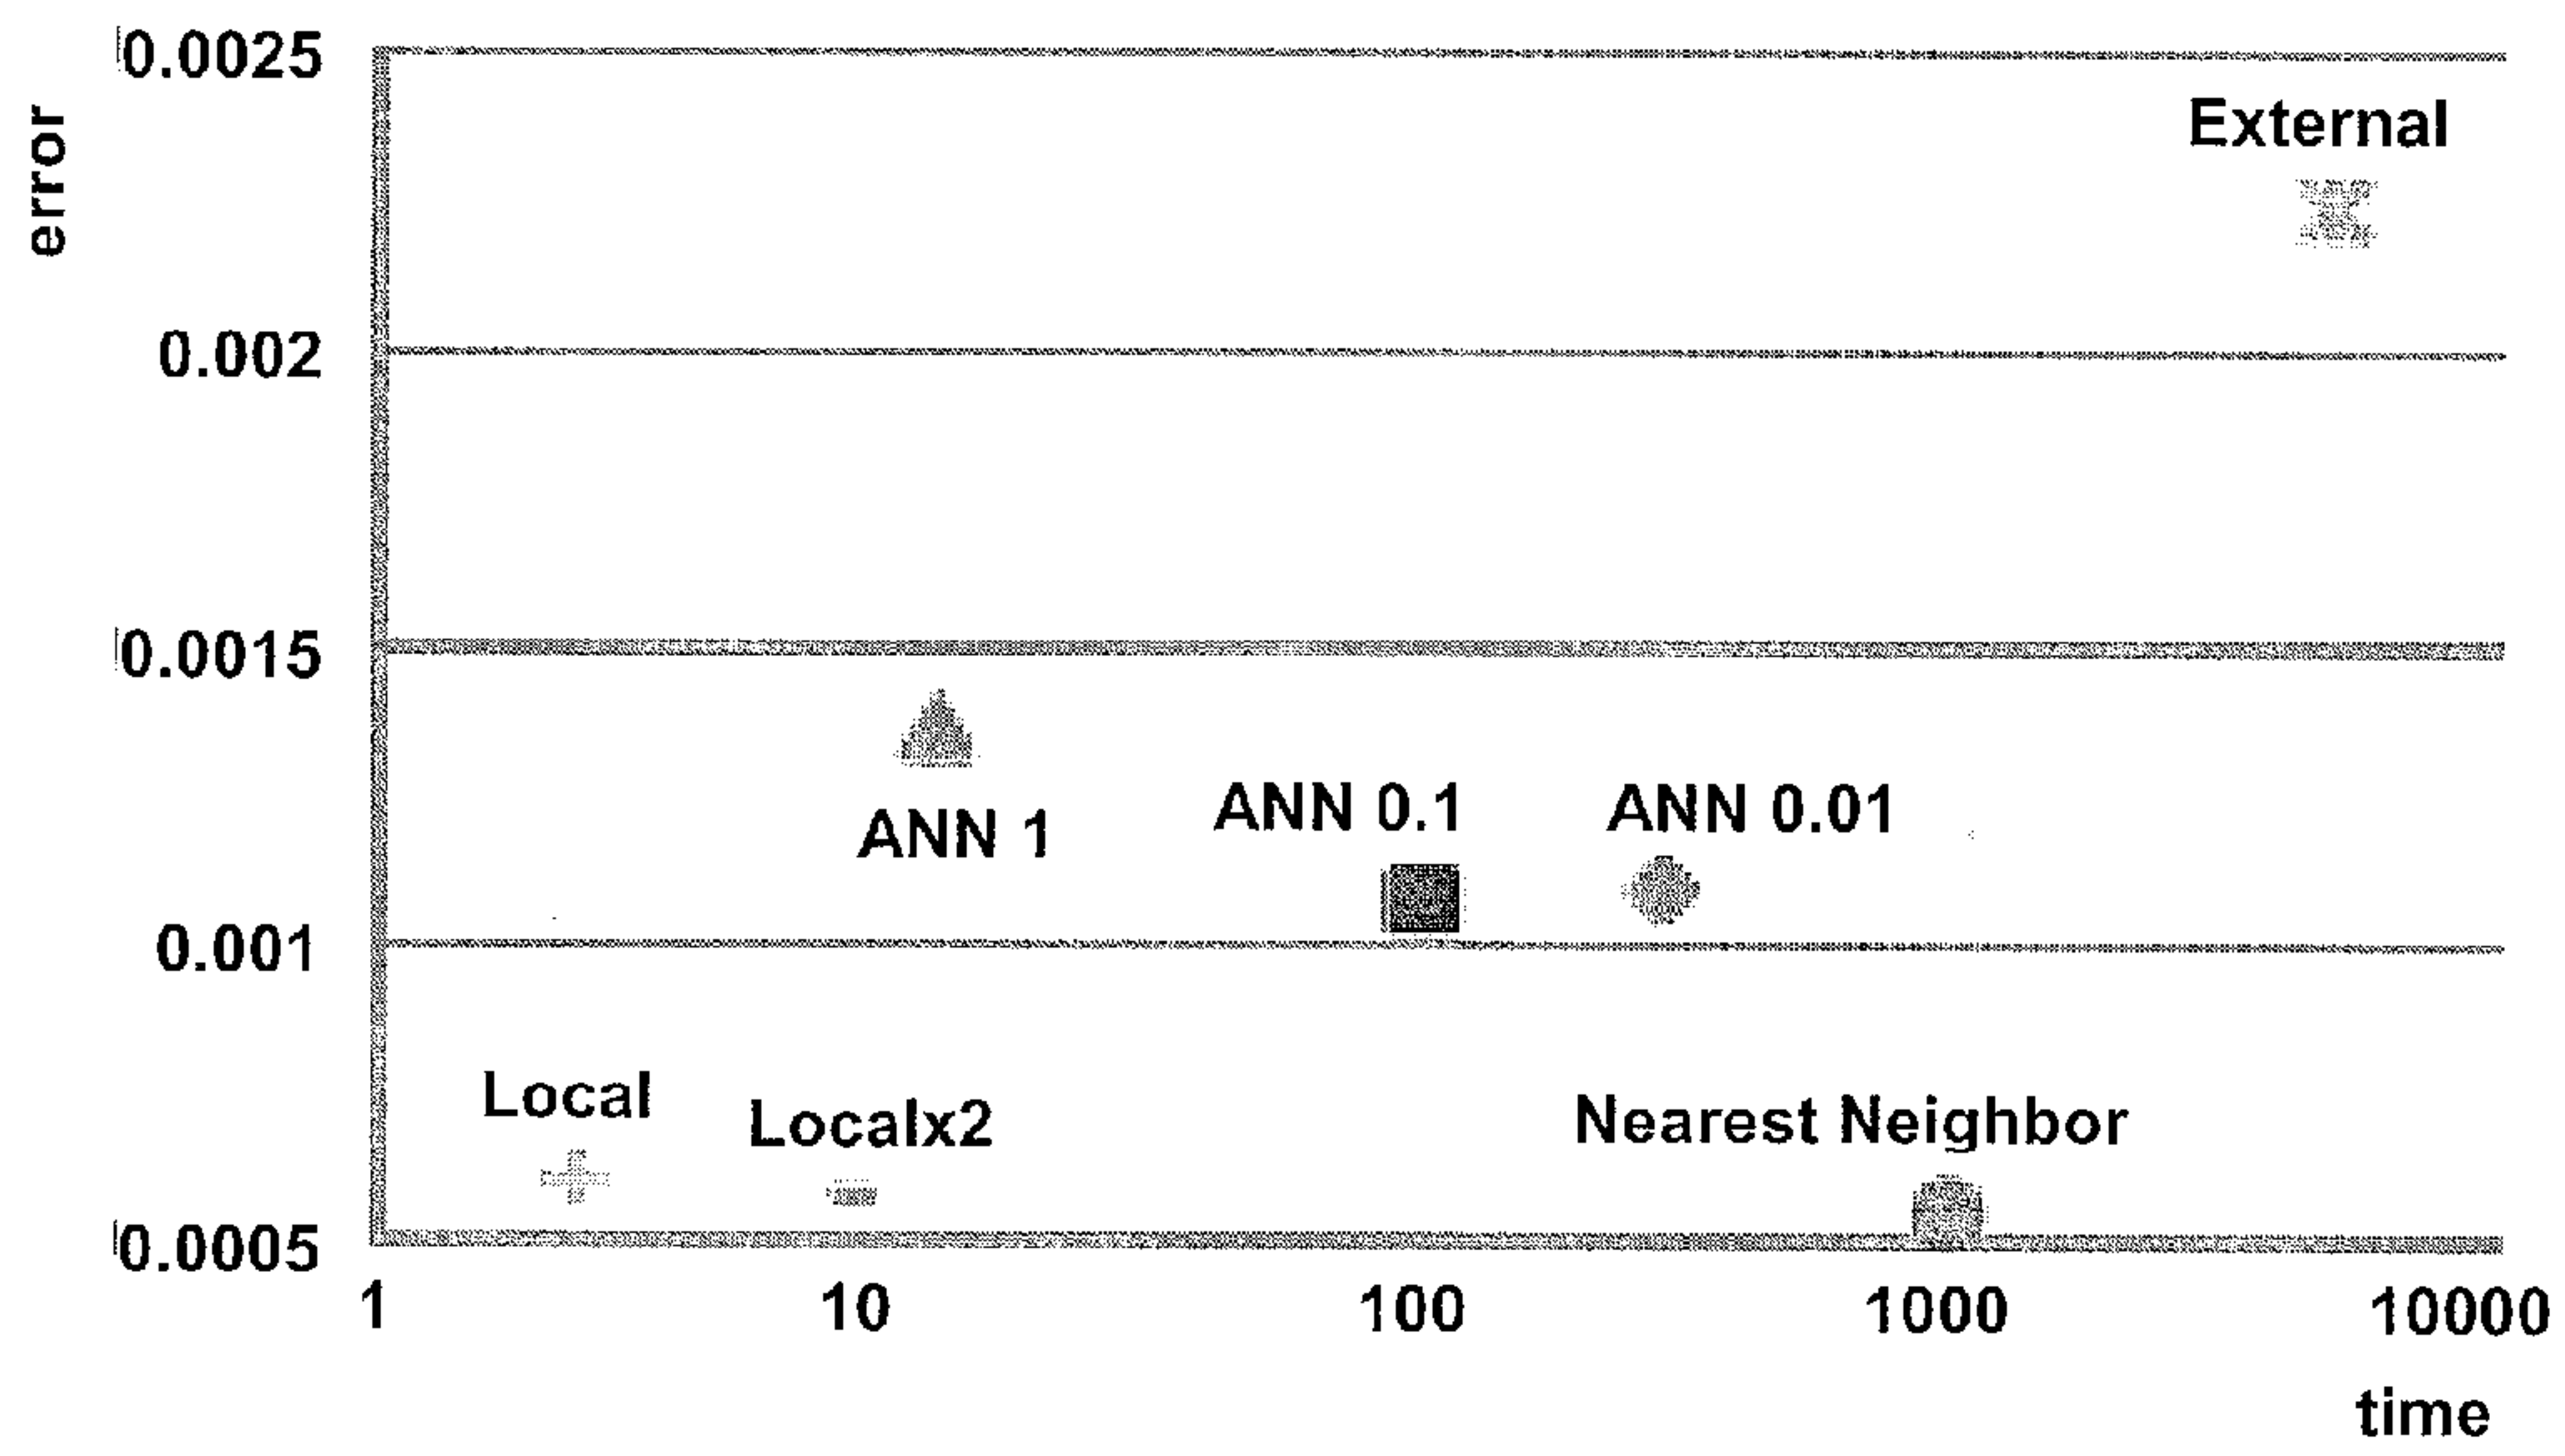 0.0025
error
External
0.002
0.0015
ANN 1
ANN 0.1
ANN 0.01
0.001
Local
Localx2
Nearest Neighbor
0.0005
1 10 100 1000 10000
time